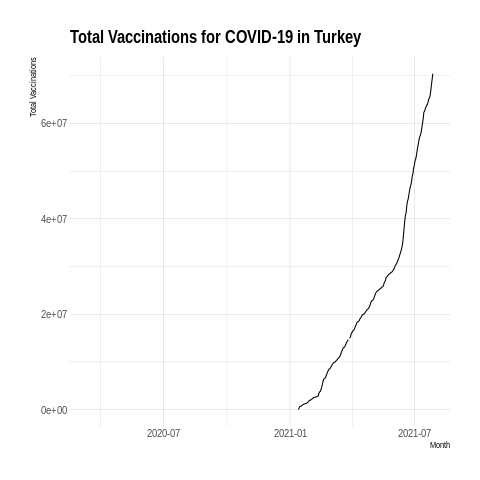 Total Vaccinations for COVID-19 in Turkey
Total Vaccinations
6e+07
4e+07
2e+07
0e+00
2020-07 2021-01 2021-07
Month